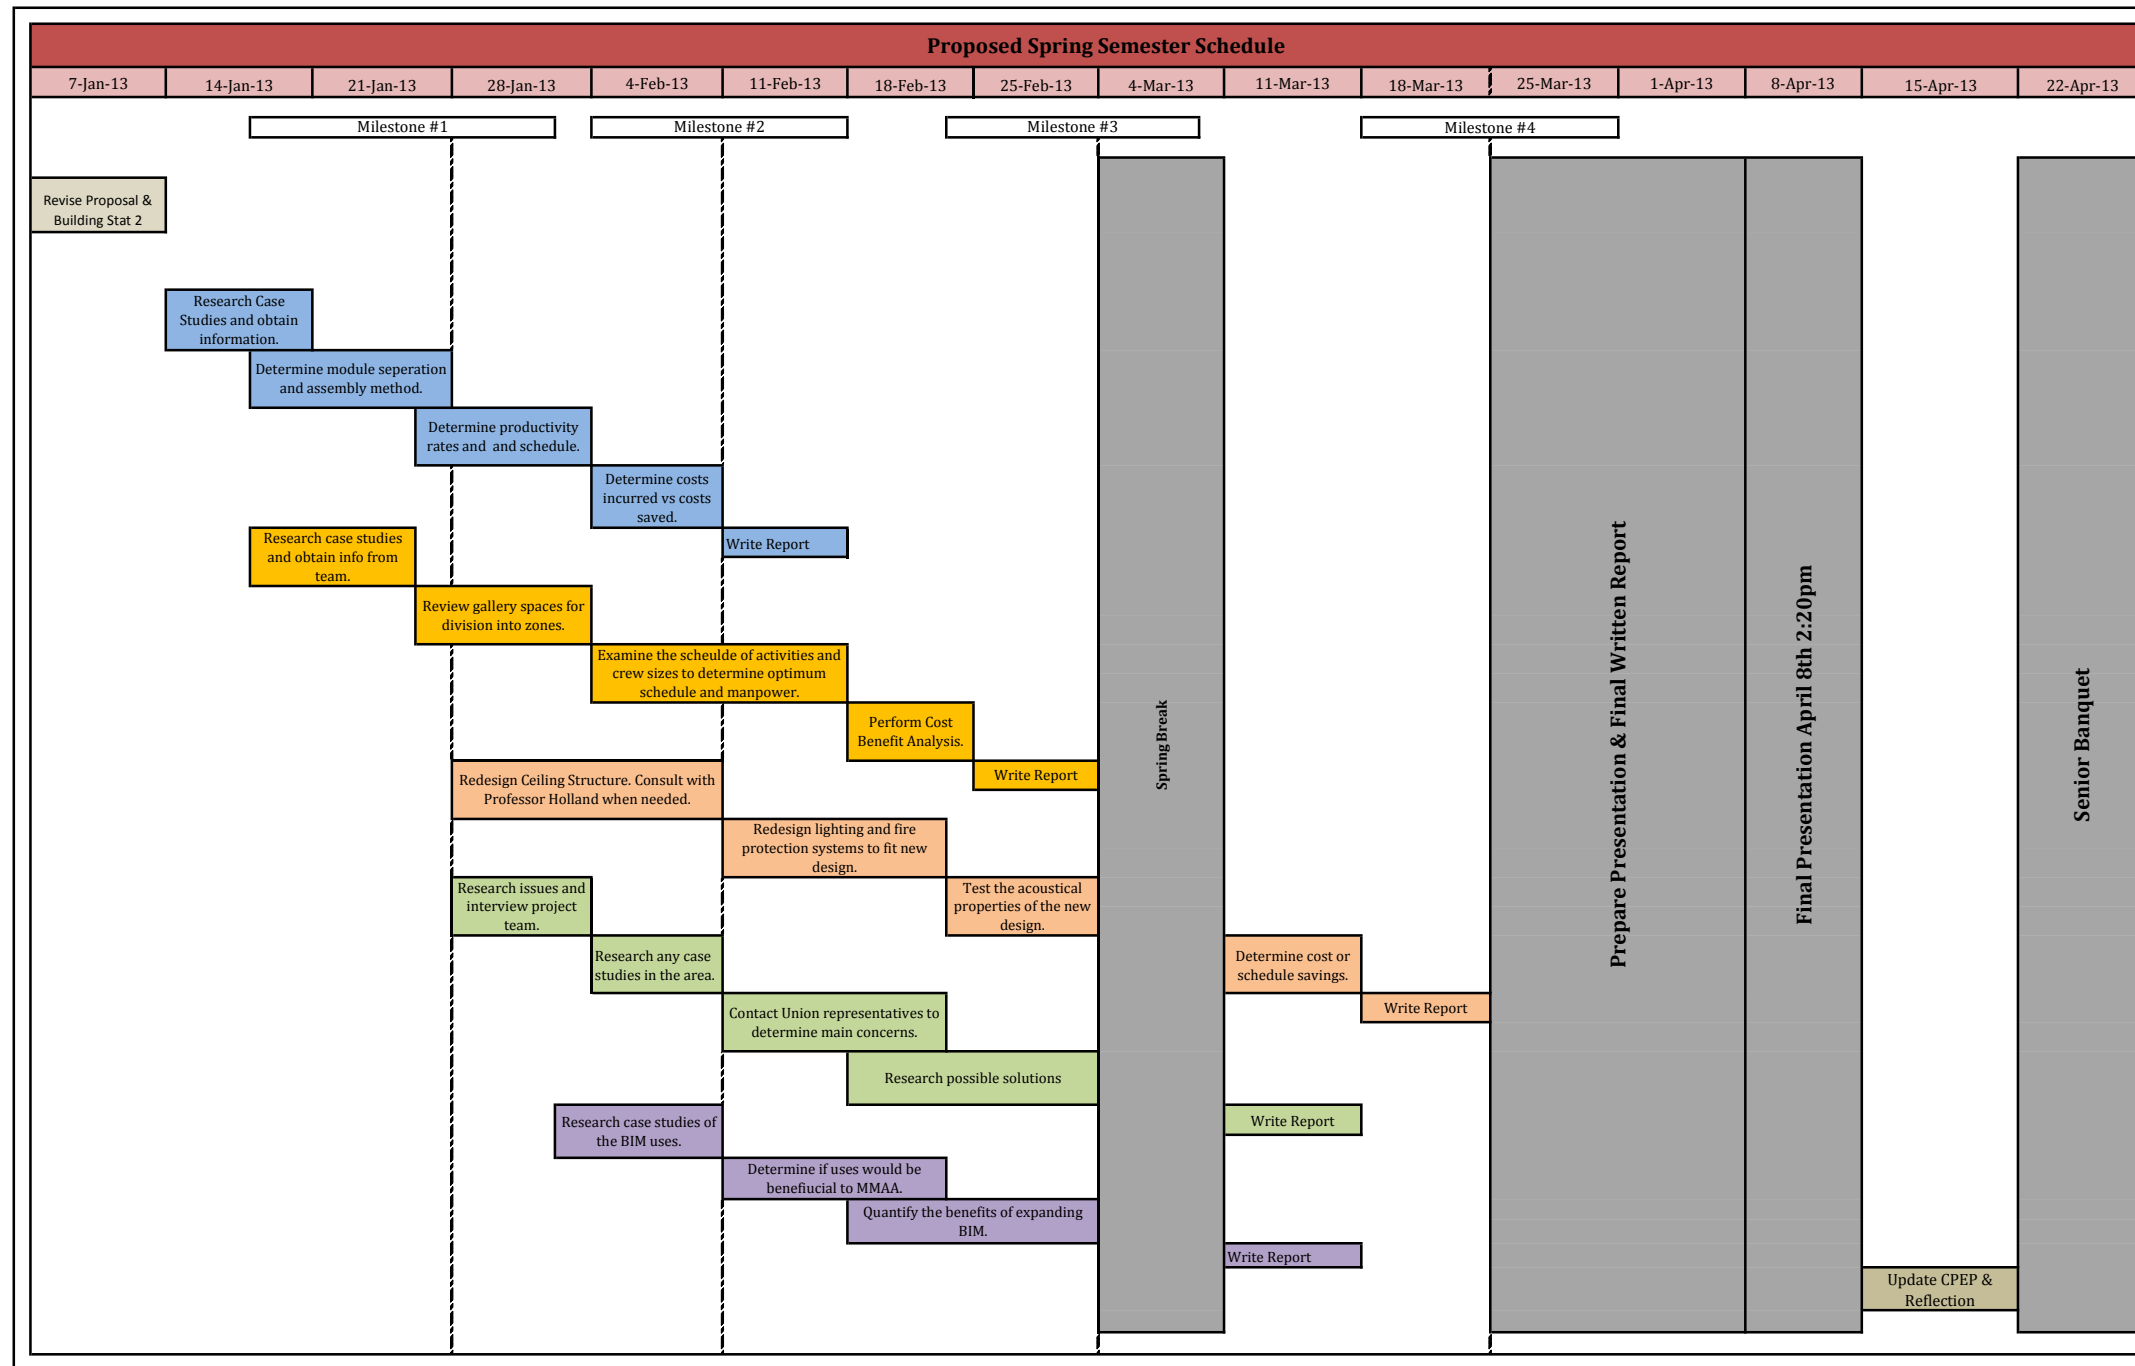 Proposed Spring Semester Schedule
7-Jan-13
14-Jan-13
21-Jan-13
28-Jan-13
4-Feb-13
11-Feb-13
18-Feb-13
25-Feb-13
4-Mar-13
11-Mar-13
18-Mar-13
25-Mar-13
1-Apr-13
8-Apr-13
15-Apr-13
22-Apr-13
Milestone #1
Milestone #2
Milestone #3
Milestone #4
Revise Proposal &
Building Stat 2
Research Case
Studies and obtain
information.
Determine module seperation
and assembly method.
Determine productivity
rates and  and schedule.
Determine costs
incurred vs costs
saved.
Write Report
Research case studies
and obtain info from
team.
Review gallery spaces for
division into zones.
Examine the scheulde of activities and
crew sizes to determine optimum
schedule and manpower.
Perform Cost
Benefit Analysis.
Write Report
Redesign Ceiling Structure. Consult with
Professor Holland when needed.
Redesign lighting and fire
protection systems to fit new
design.
Test the acoustical
properties of the new
design.
Determine cost or
schedule savings.
Write Report
Research issues and
interview project
team.
Research any case
studies in the area.
Contact Union representatives to
determine main concerns.
Research possible solutions
Write Report
Research case studies of
the BIM uses.
Determine if uses would be
benefiucial to MMAA.
Quantify the benefits of expanding
BIM.
Write Report
Spring Break
Prepare Presentation & Final Written Report
Final Presentation April 8th 2:20pm
Senior Banquet
Update CPEP &
Reflection